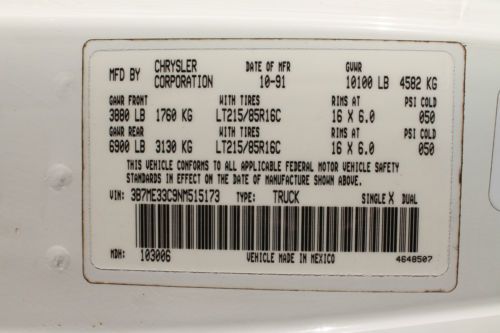 MFD BY CHRYSLER CORPORATION DATE OF MFR 10-91 GVWR 10100 LB 4582 KG
GAWR FRONT WITH TIRES RIMS AT PSI COLD
3880 LB 1760 KG LT215/85R16C 16 X 6.0 050
GAWR REAR WITH TIRES RIMS AT PSI COLD
6900 LB 3130 KG LT215/85R16C 16 X 6.0 050
THIS VEHICLE CONFORMS TO ALL APPLICABLE FEDERAL MOTOR VEHICLE SAFETY
STANDARDS IN EFFECT ON THE DATE OF MANUFACTURE SHOWN ABOVE.
VIN: 3B7ME33C9NM515173 TYPE: TRUCK SINGLE X DUAL
MDH: 103006 VEHICLE MADE IN MEXICO 4648507